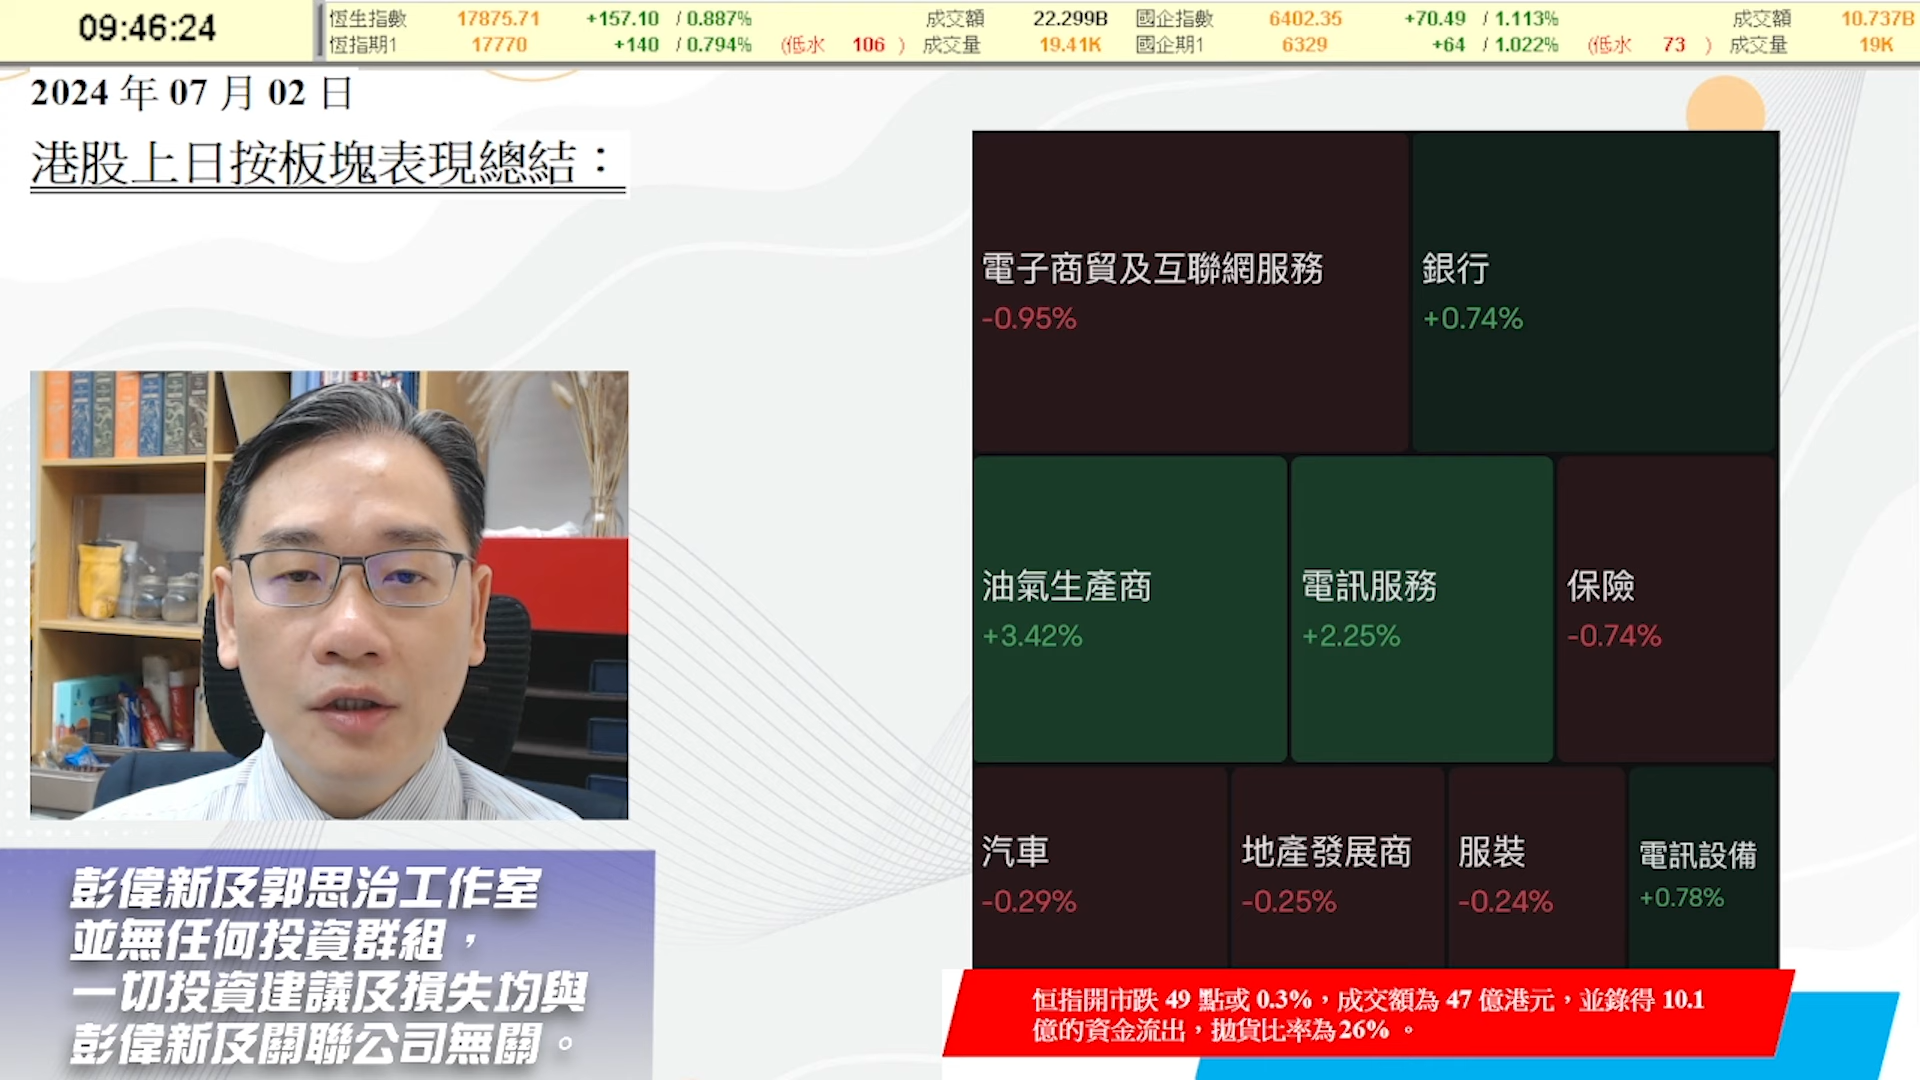 09:46:24
恆生指數 17875.71 +157.10 / 0.887% 成交額 22.299B 國企指數 6402.35 +70.49 / 1.113% 成交額 10.737B
恆指期1 17770 +140 / 0.794% (低水 106 ) 成交量 19.41K 國企期1 6329 +64 / 1.022% (低水 73 ) 成交量 19K
2024 年 07 月 02 日
港股上日按板塊表現總結：
電子商貿及互聯網服務
-0.95%
銀行
+0.74%
油氣生產商
+3.42%
電訊服務
+2.25%
保險
-0.74%
汽車
-0.29%
地產發展商
-0.25%
服裝
-0.24%
電訊設備
+0.78%
彭偉新及郭思治工作室
並無任何投資群組，
一切投資建議及損失均與
彭偉新及關聯公司無關。
恒指開市跌 49 點或 0.3%，成交額為 47 億港元，並錄得 10.1
億的資金流出，拋貨比率為26% 。